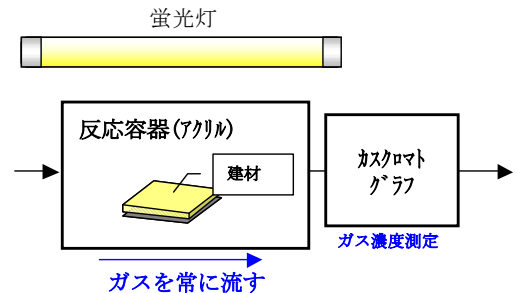 蛍光灯
反応容器(アクリル)
建材
カスクロマト
グラフ
ガス濃度測定
ガスを常に流す